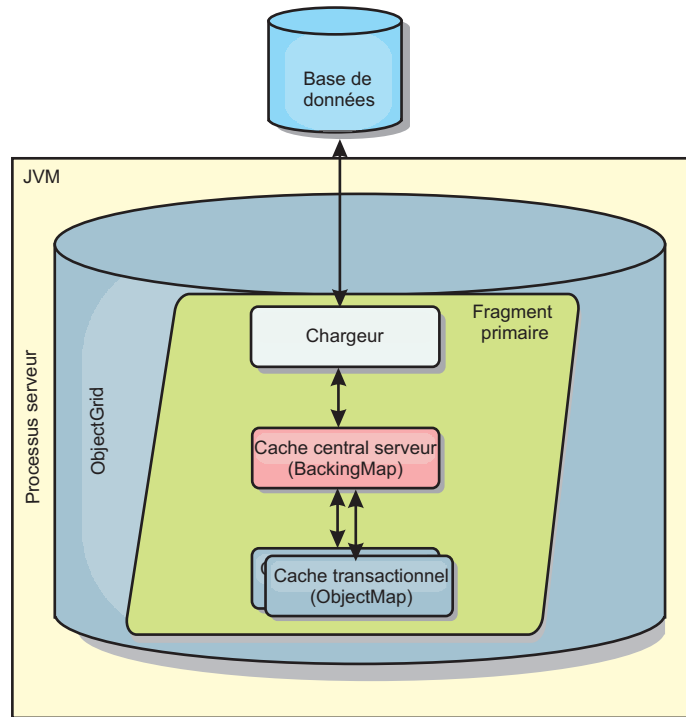 Base de
données
JVM
Fragment
primaire
Chargeur
Cache central serveur
(BackingMap)
Cache transactionnel
(ObjectMap)
ObjectGrid
Processus serveur